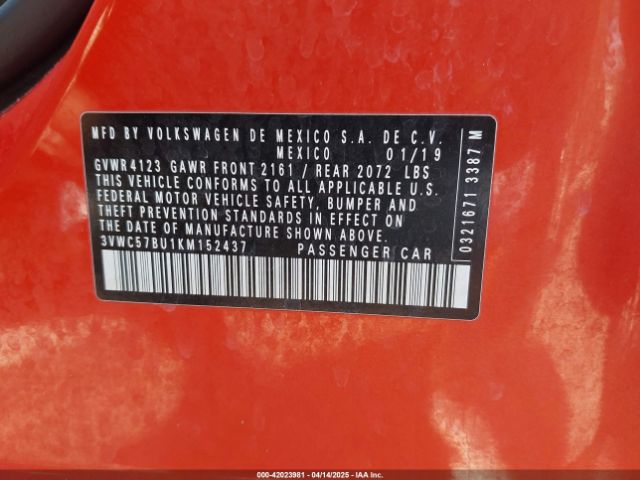 MFD BY VOLKSWAGEN DE MEXICO S.A. DE C.V.
MEXICO 01/19
GVWR 4123 GAWR FRONT 2161 / REAR 2072 LBS
THIS VEHICLE CONFORMS TO ALL APPLICABLE U.S.
FEDERAL MOTOR VEHICLE SAFETY, BUMPER AND
THEFT PREVENTION STANDARDS IN EFFECT ON
THE DATE OF MANUFACTURE SHOWN ABOVE.
3VWC57BU1KM152437 PASSENGER CAR
0321671 3387 M
000-42023981 - 04/14/2025 - IAAI.CA